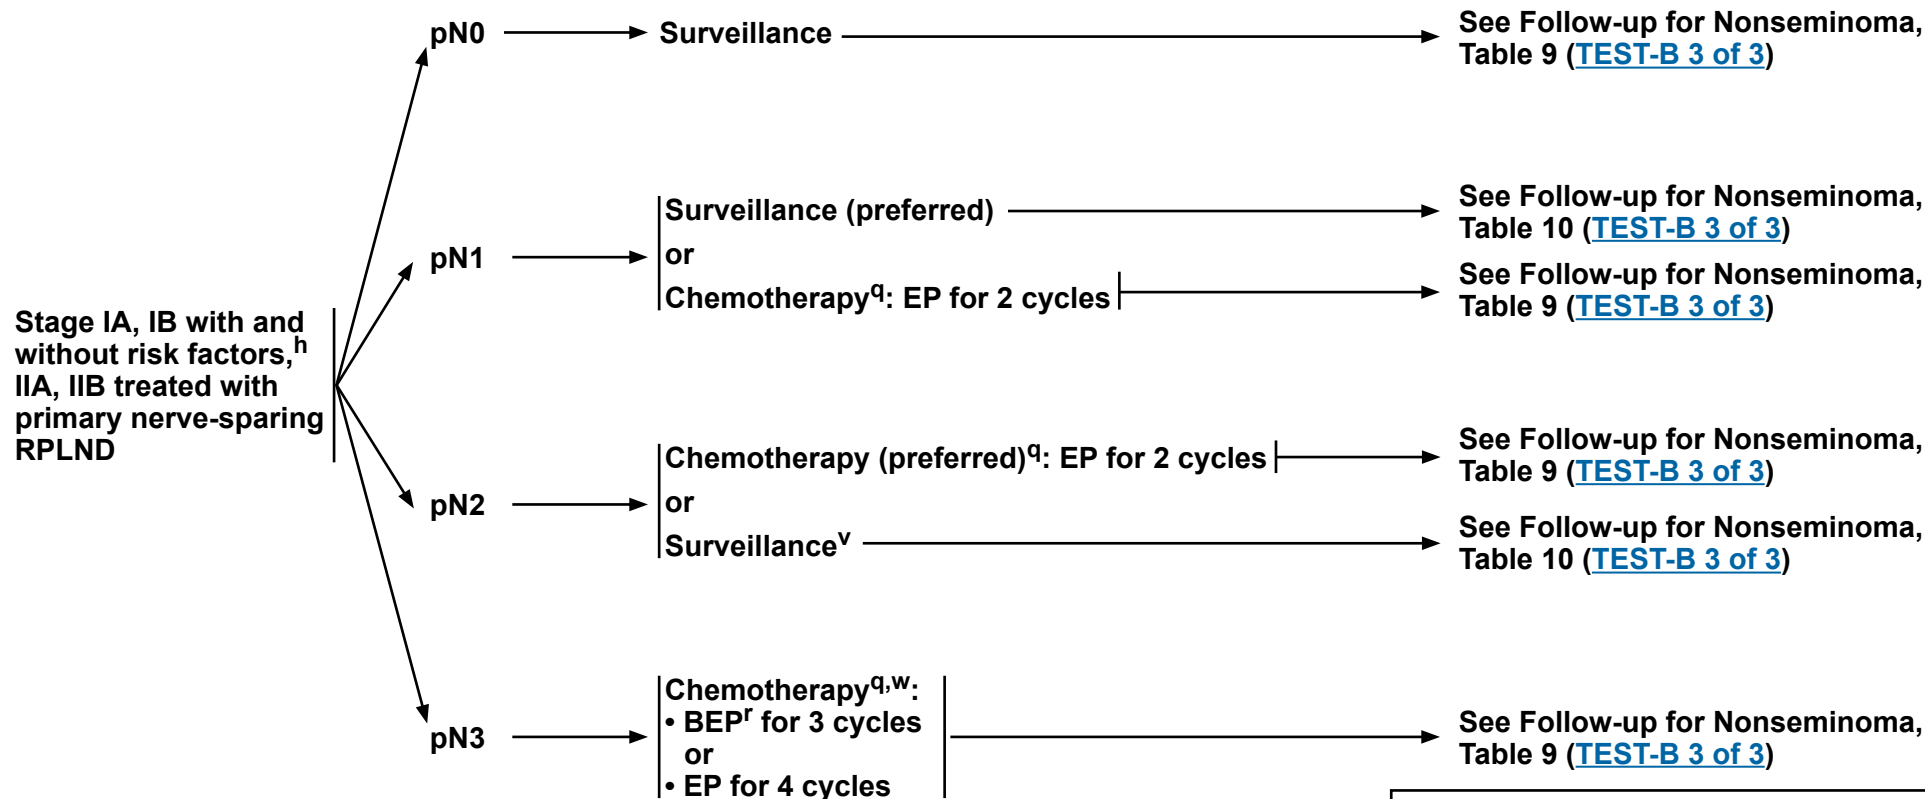 Stage IA, IB with and
without risk factors,h
IIA, IIB treated with
primary nerve-sparing
RPLND
pN0
Surveillance
See Follow-up for Nonseminoma,
Table 9 (TEST-B 3 of 3)
pN1
Surveillance (preferred)
or
Chemotherapyq: EP for 2 cycles
See Follow-up for Nonseminoma,
Table 10 (TEST-B 3 of 3)
See Follow-up for Nonseminoma,
Table 9 (TEST-B 3 of 3)
pN2
Chemotherapy (preferred)q: EP for 2 cycles
or
Surveillancev
See Follow-up for Nonseminoma,
Table 9 (TEST-B 3 of 3)
See Follow-up for Nonseminoma,
Table 10 (TEST-B 3 of 3)
pN3
Chemotherapyq,w:
• BEPr for 3 cycles
or
• EP for 4 cycles
See Follow-up for Nonseminoma,
Table 9 (TEST-B 3 of 3)